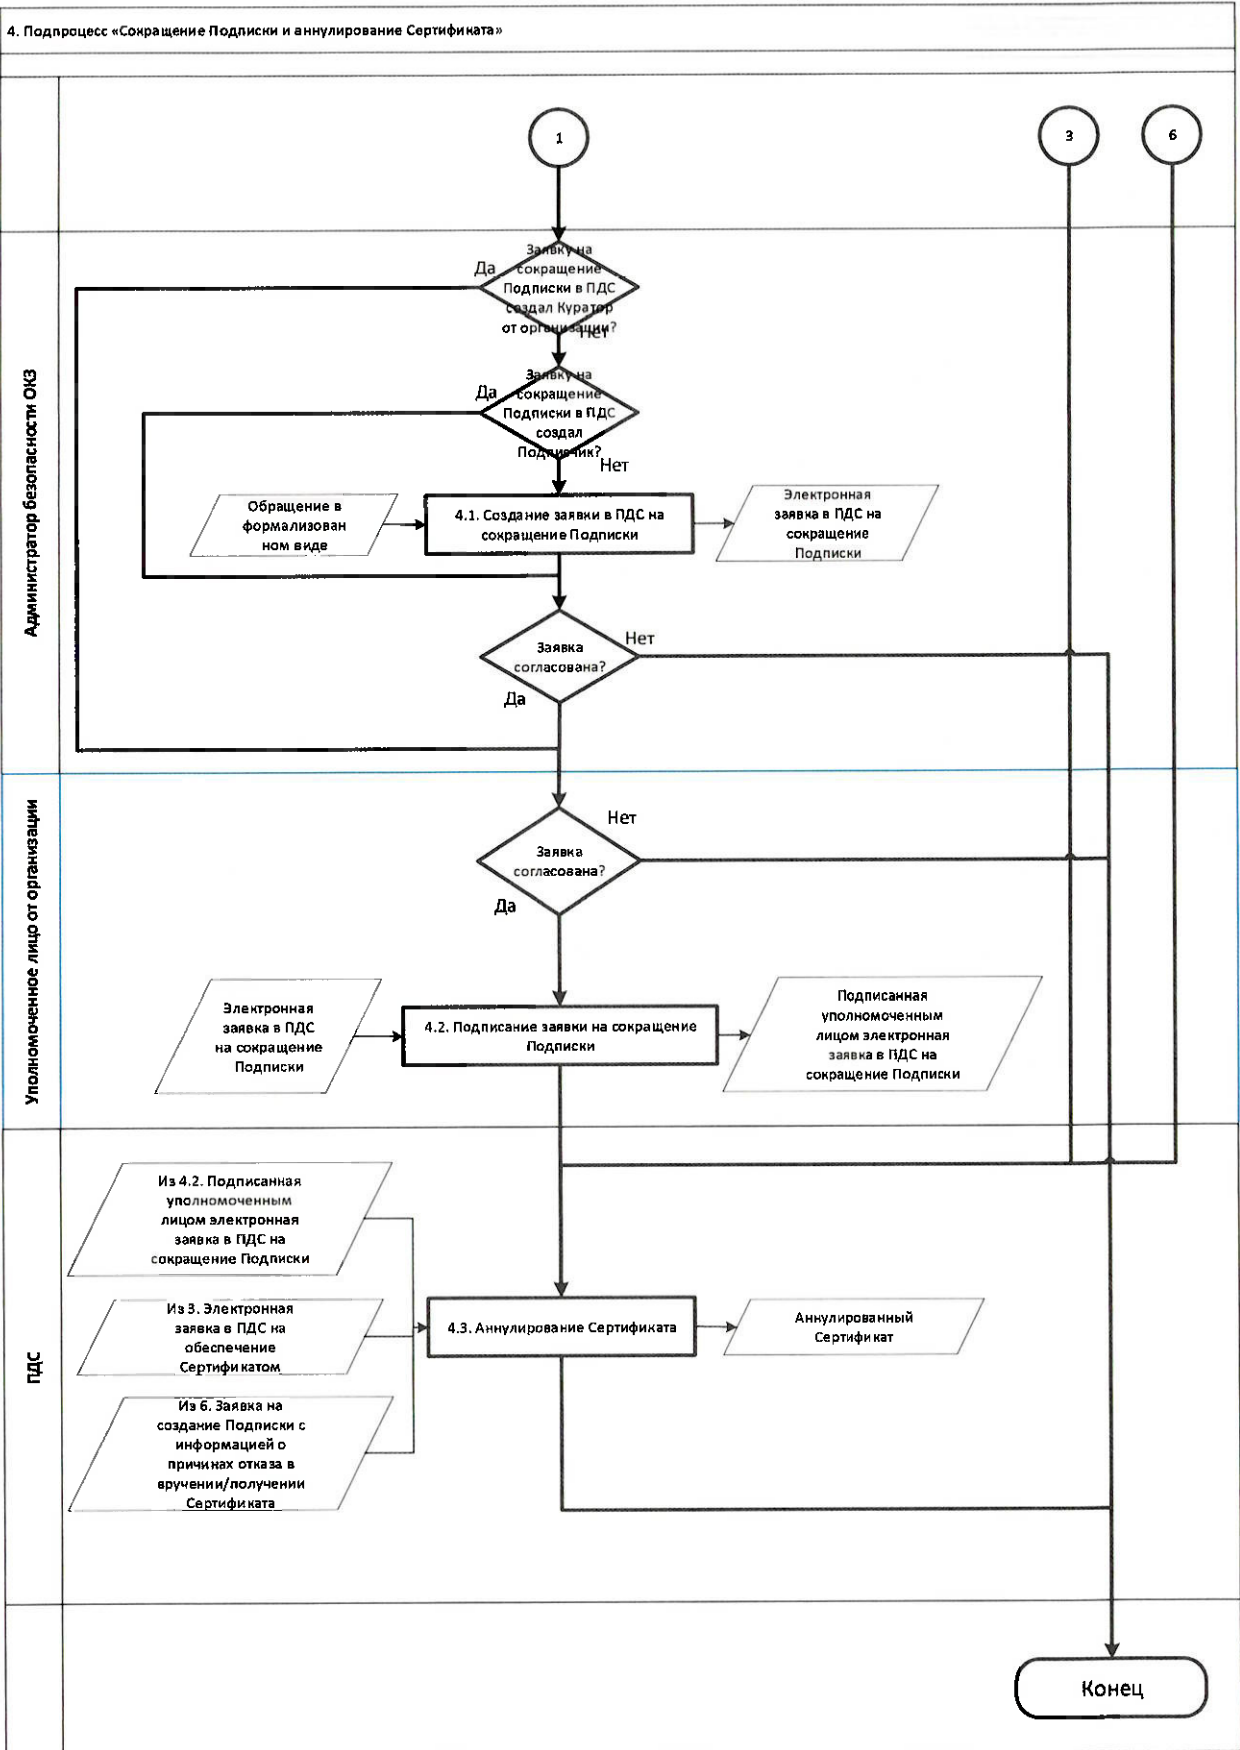 4. Подпроцесс «Сокращение Подписки и аннулирование Сертификата»
1
3
6
Администратор безопасности ОКЗ
Заявку на
сокращение
Подписки в ПДС
создал Куратор
от организации?
Да
Нет
Заявку на
сокращение
Подписки в ПДС
создал
Подписчик?
Да
Нет
Обращение в
формализован
ном виде
4.1. Создание заявки в ПДС на
сокращение Подписки
Электронная
заявка в ПДС на
сокращение
Подписки
Заявка
согласована?
Нет
Да
Уполномоченное лицо от организации
Заявка
согласована?
Нет
Да
Электронная
заявка в ПДС
на сокращение
Подписки
4.2. Подписание заявки на сокращение
Подписки
Подписанная
уполномоченным
лицом электронная
заявка в ПДС на
сокращение Подписки
ПДС
Из 4.2. Подписанная
уполномоченным
лицом электронная
заявка в ПДС на
сокращение Подписки
Из 3. Электронная
заявка в ПДС на
обеспечение
Сертификатом
Из 6. Заявка на
создание Подписки с
информацией о
причинах отказа в
вручении/получении
Сертификата
4.3. Аннулирование Сертификата
Аннулированный
Сертификат
Конец